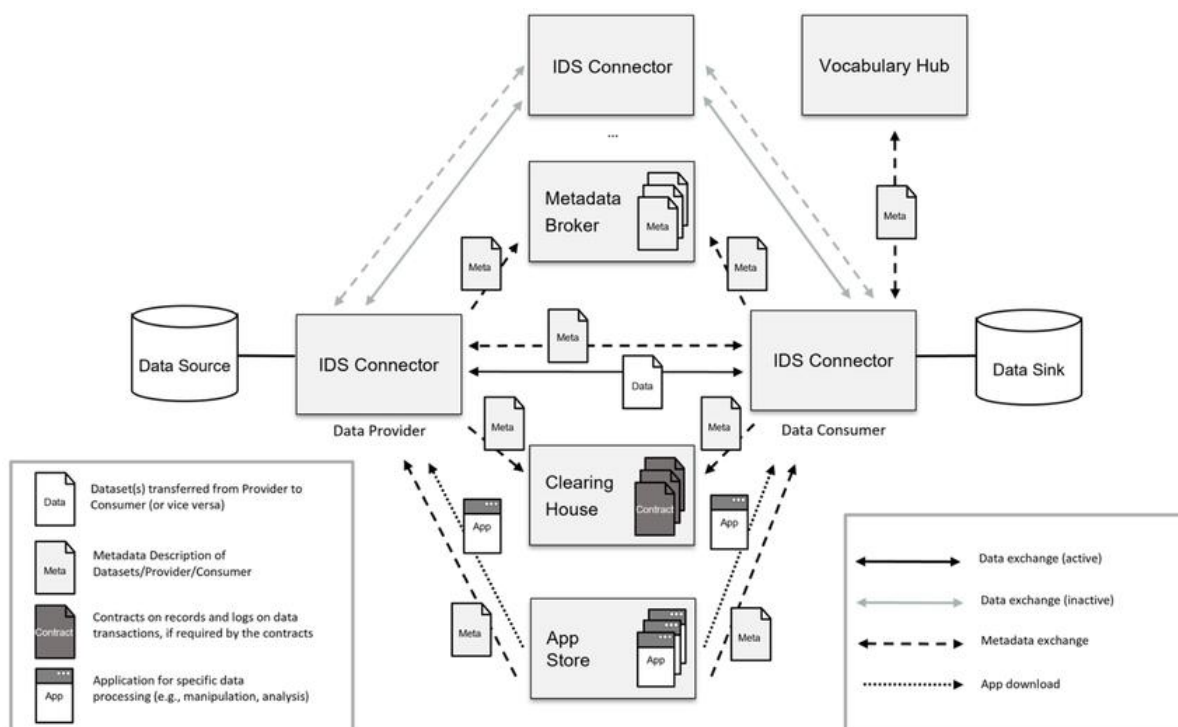 IDS Connector
Vocabulary Hub
...
Metadata
Broker
Meta
Meta
Meta
Meta
Meta
Data Source
IDS Connector
IDS Connector
Data Sink
Data
Data Provider
Data Consumer
Meta
Meta
Clearing
House
Contract
App
App
Meta
Meta
App
Store
App
Data
Dataset(s) transferred from Provider to
Consumer (or vice versa)
Meta
Metadata Description of
Datasets/Provider/Consumer
Contract
Contracts on records and logs on data
transactions, if required by the contracts
App
Application for specific data
processing (e.g., manipulation, analysis)
Data exchange (active)
Data exchange (inactive)
Metadata exchange
App download